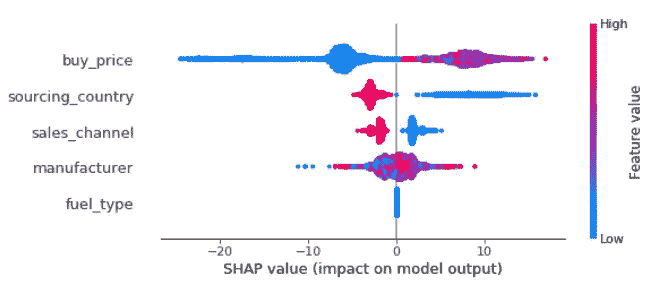 High
buy_price
sourcing_country
sales_channel
manufacturer
fuel_type
Feature value
Low
−20 −10 0 10
SHAP value (impact on model output)